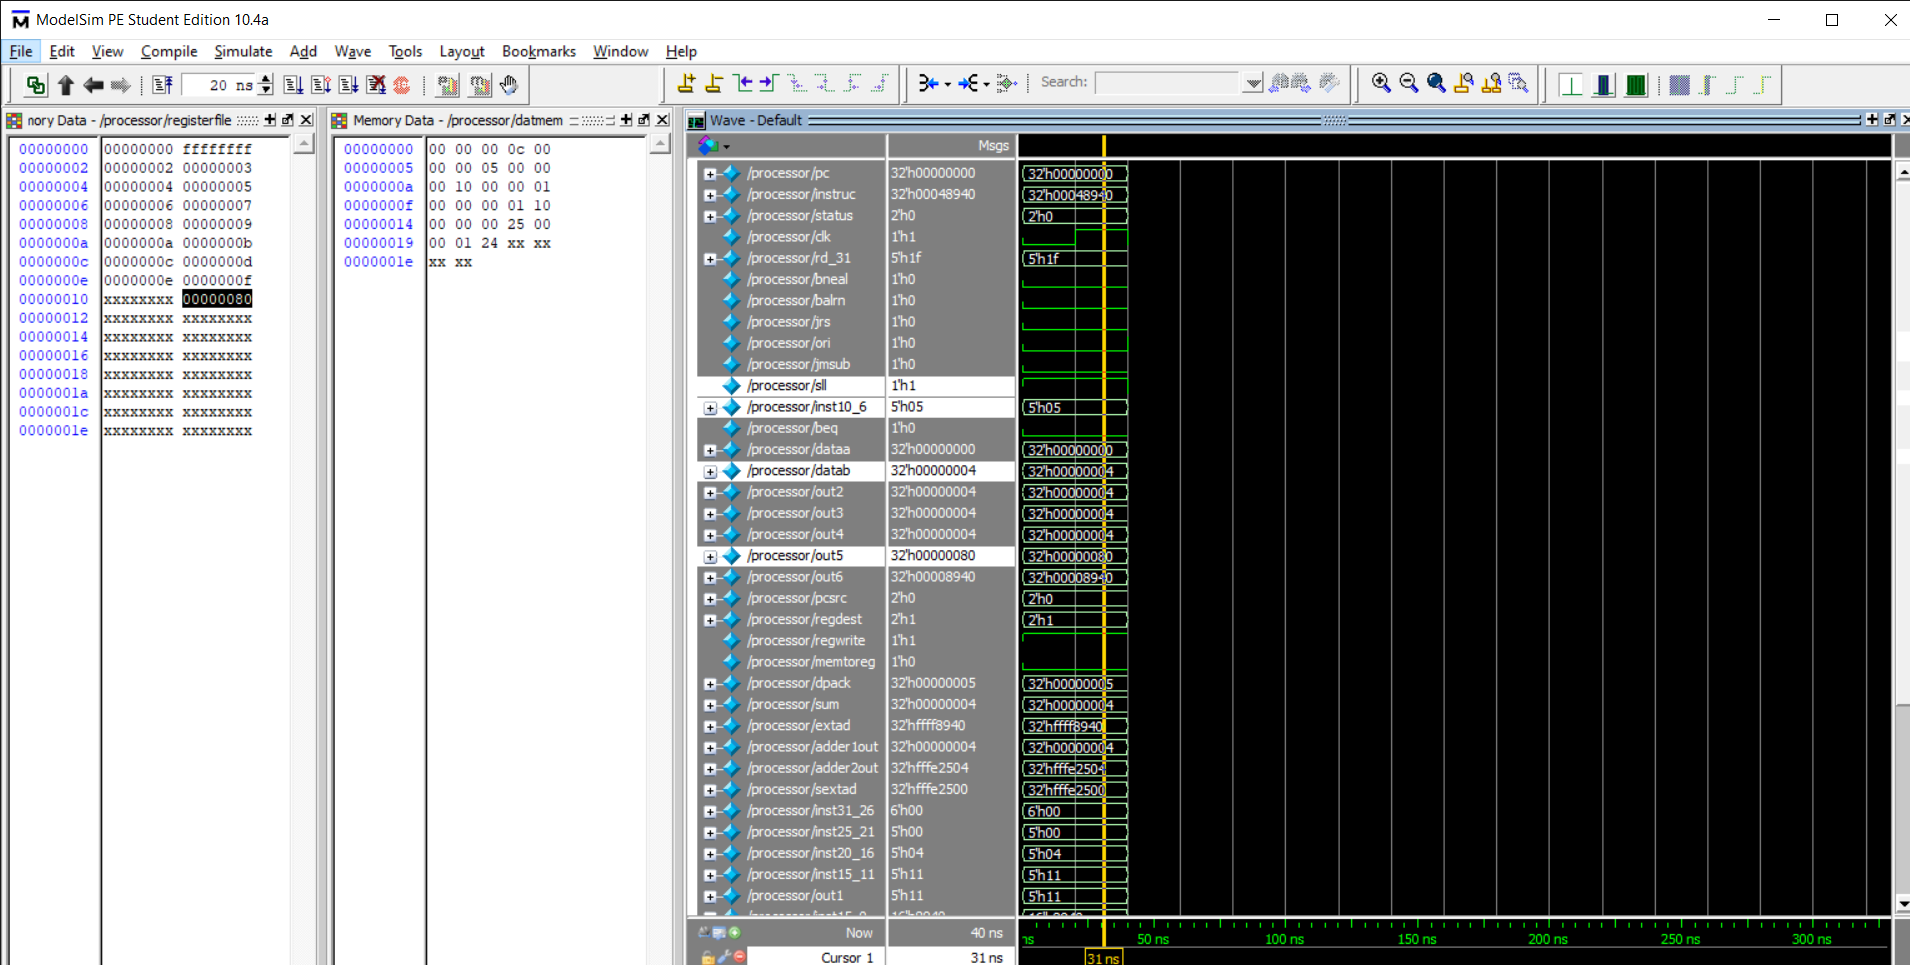 ModelSim PE Student Edition 10.4a
File Edit View Compile Simulate Add Wave Tools Layout Bookmarks Window Help
20 ns
Search:
nory Data - /processor/registerfile
00000000 00000000 ffffffff
00000002 00000002 00000003
00000004 00000004 00000005
00000006 00000006 00000007
00000008 00000008 00000009
0000000a 0000000a 0000000b
0000000c 0000000c 0000000d
0000000e 0000000e 0000000f
00000010 xxxxxxxx 00000080
00000012 xxxxxxxx xxxxxxxx
00000014 xxxxxxxx xxxxxxxx
00000016 xxxxxxxx xxxxxxxx
00000018 xxxxxxxx xxxxxxxx
0000001a xxxxxxxx xxxxxxxx
0000001c xxxxxxxx xxxxxxxx
0000001e xxxxxxxx xxxxxxxx
Memory Data - /processor/datmem
00000000 00 00 00 0c 00
00000005 00 00 05 00 00
0000000a 00 10 00 00 01
0000000f 00 00 00 01 10
00000014 00 00 00 25 00
00000019 00 01 24 xx xx
0000001e xx xx
Wave - Default
Msgs
/processor/pc 32'h00000000 32'h00000000
/processor/instruc 32'h00048940 32'h00048940
/processor/status 2'h0 2'h0
/processor/clk 1'h1
/processor/rd_31 5'h1f 5'h1f
/processor/bneal 1'h0
/processor/balrn 1'h0
/processor/jrs 1'h0
/processor/ori 1'h0
/processor/jmsub 1'h0
/processor/sll 1'h1
/processor/inst10_6 5'h05 5'h05
/processor/beq 1'h0
/processor/dataa 32'h00000000 32'h00000000
/processor/datab 32'h00000004 32'h00000004
/processor/out2 32'h00000004 32'h00000004
/processor/out3 32'h00000004 32'h00000004
/processor/out4 32'h00000004 32'h00000004
/processor/out5 32'h00000080 32'h00000080
/processor/out6 32'h00008940 32'h00008940
/processor/pcsrc 2'h0 2'h0
/processor/regdest 2'h1 2'h1
/processor/regwrite 1'h1
/processor/memtoreg 1'h0
/processor/dpack 32'h00000005 32'h00000005
/processor/sum 32'h00000004 32'h00000004
/processor/extad 32'hffff8940 32'hffff8940
/processor/adder1out 32'h00000004 32'h00000004
/processor/adder2out 32'hfffe2504 32'hfffe2504
/processor/sextad 32'hfffe2500 32'hfffe2500
/processor/inst31_26 6'h00 6'h00
/processor/inst25_21 5'h00 5'h00
/processor/inst20_16 5'h04 5'h04
/processor/inst15_11 5'h11 5'h11
/processor/out1 5'h11 5'h11
Now 40 ns
ns 50 ns 100 ns 150 ns 200 ns 250 ns 300 ns
Cursor 1 31 ns 31 ns